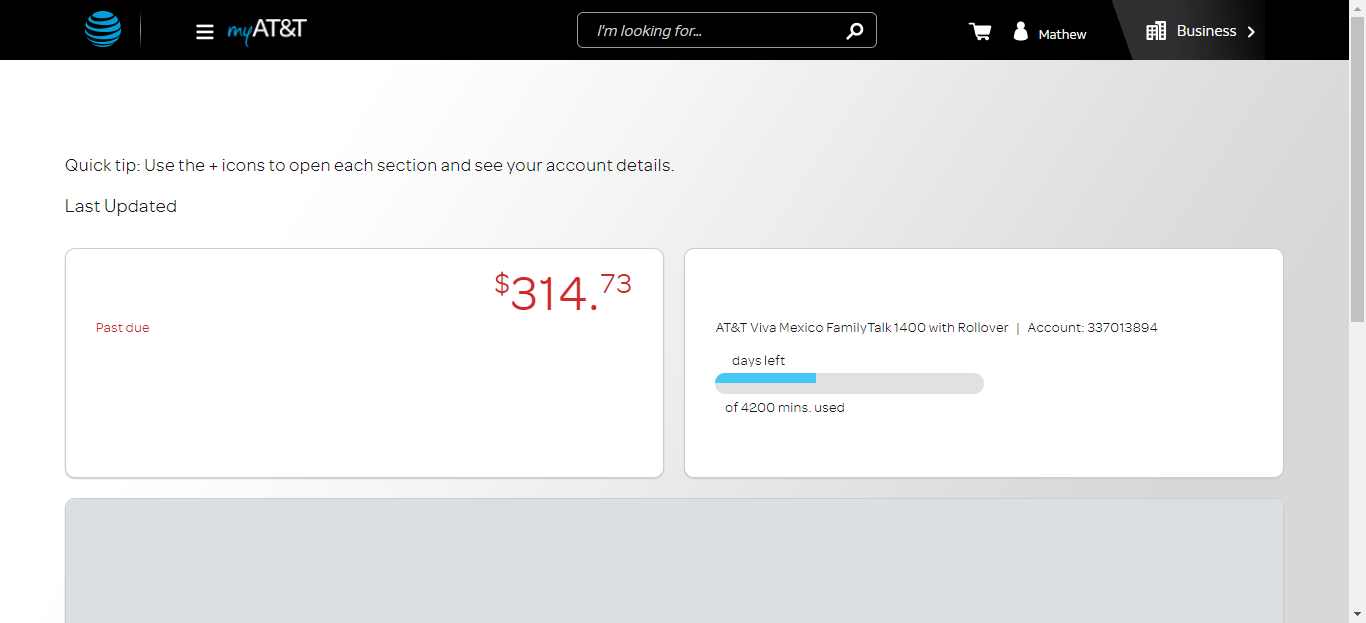 myAT&T
I'm looking for...
Mathew
Business
Quick tip: Use the + icons to open each section and see your account details.
Last Updated
$314.73
Past due
AT&T Viva Mexico FamilyTalk 1400 with Rollover | Account: 337013894
days left
of 4200 mins. used